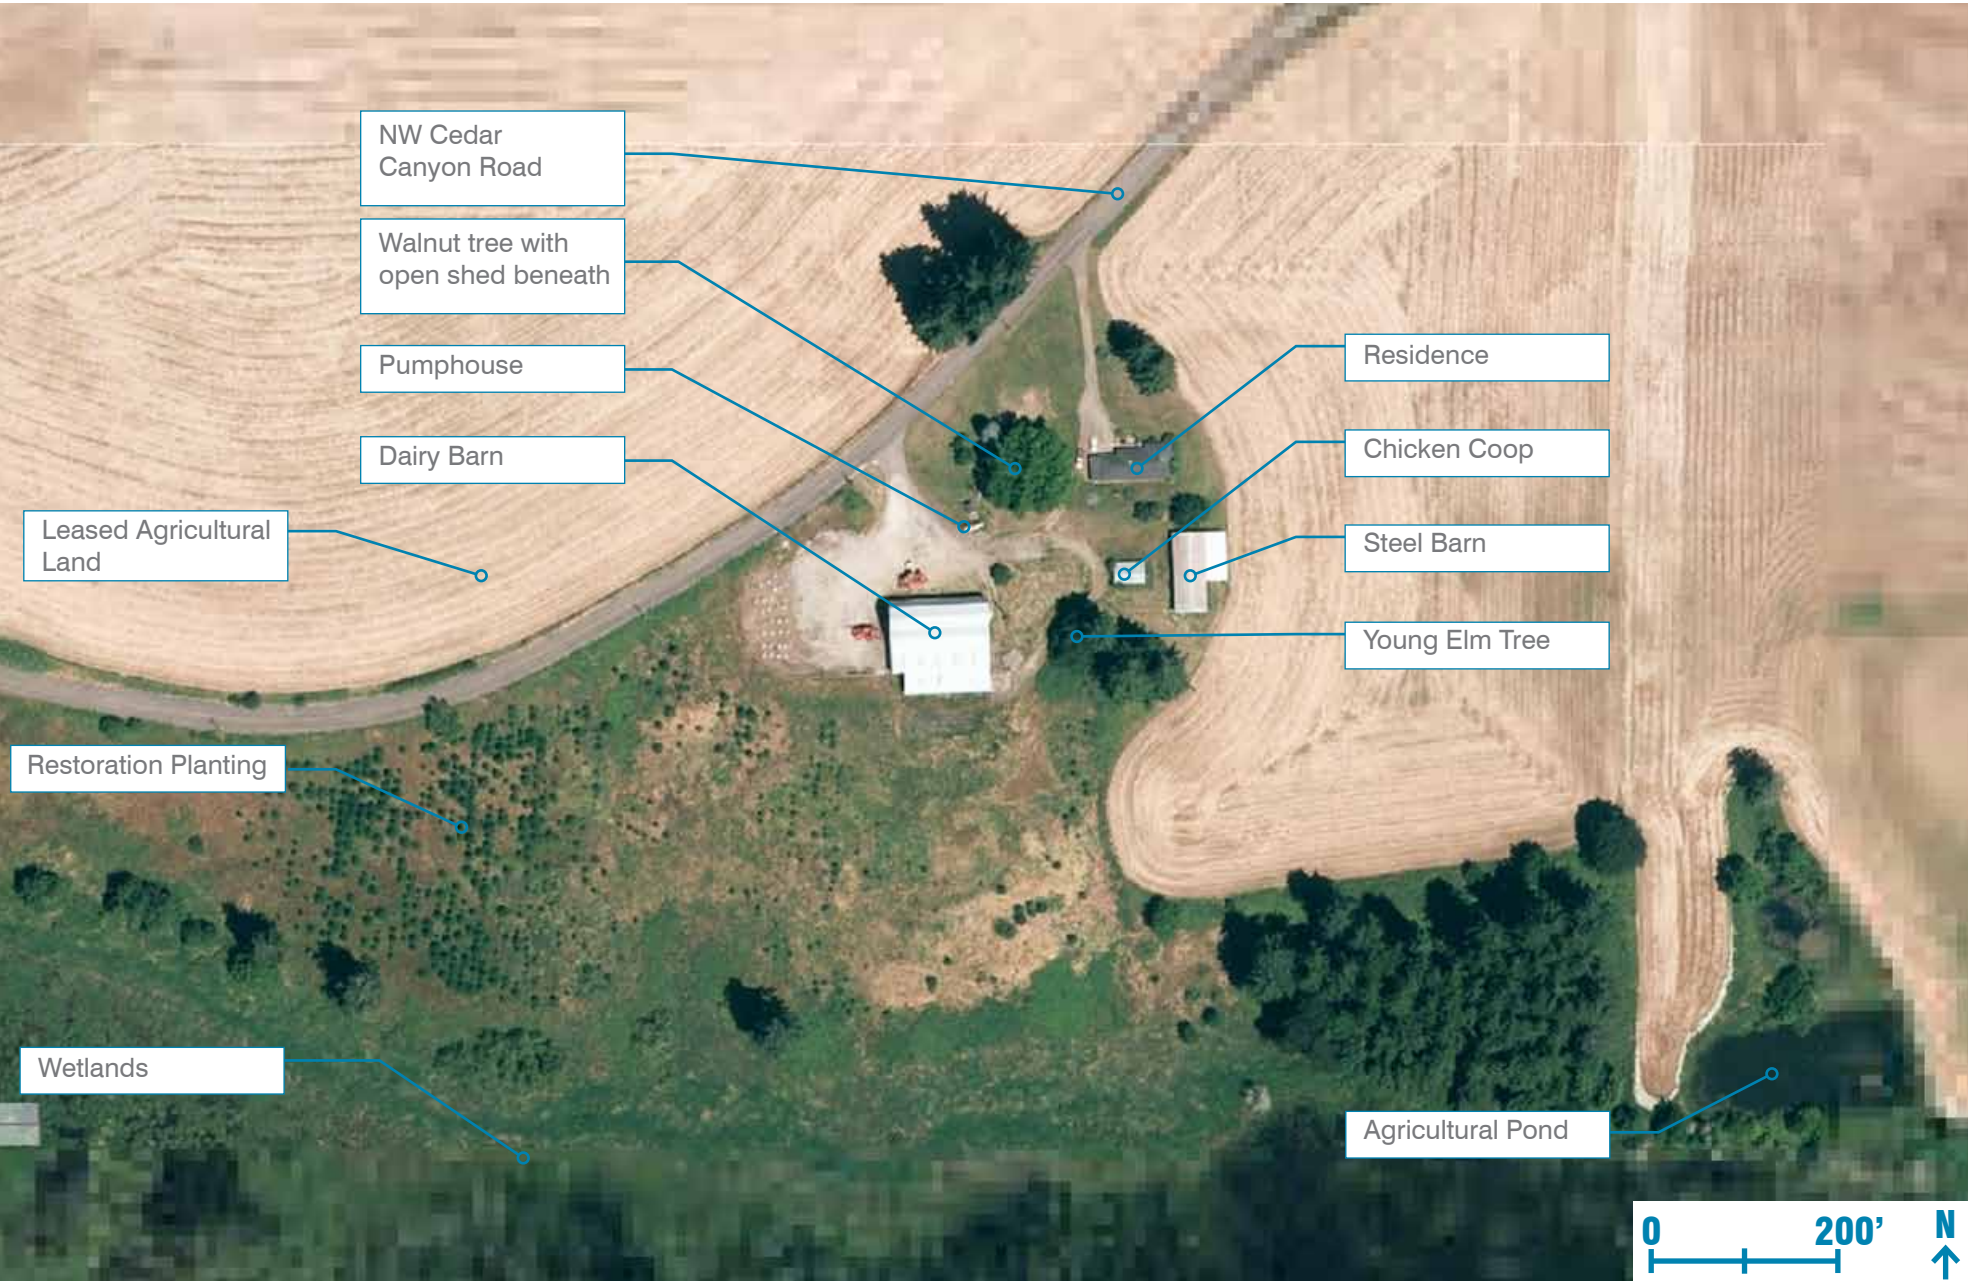 NW Cedar
Canyon Road
Walnut tree with
open shed beneath
Pumphouse
Residence
Dairy Barn
Chicken Coop
Leased Agricultural
Land
Steel Barn
Young Elm Tree
Restoration Planting
Wetlands
Agricultural Pond
0 200’ N